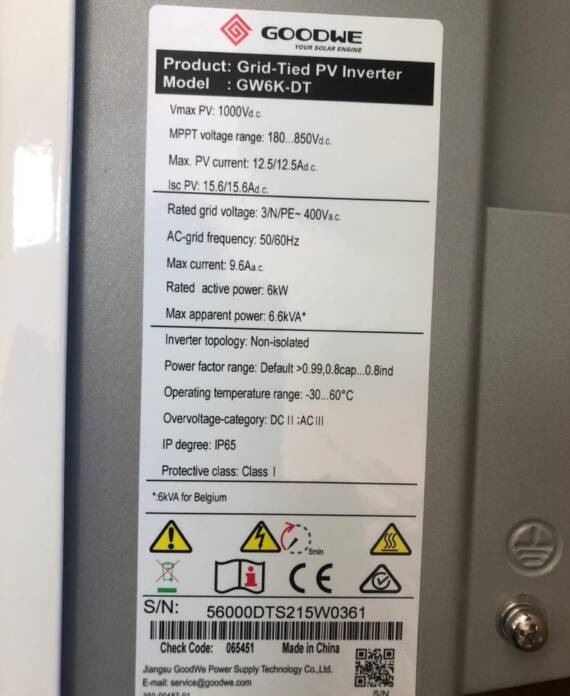 GOODWE
YOUR SOLAR ENGINE
Product: Grid-Tied PV Inverter
Model : GW6K-DT
Vmax PV: 1000Vd.c.
MPPT voltage range: 180...850Vd.c.
Max. PV current: 12.5/12.5Ad.c.
Isc PV: 15.6/15.6Ad.c.
Rated grid voltage: 3/N/PE~ 400Va.c.
AC-grid frequency: 50/60Hz
Max current: 9.6Aa.c.
Rated active power: 6kW
Max apparent power: 6.6kVA*
Inverter topology: Non-isolated
Power factor range: Default >0.99,0.8cap...0.8ind
Operating temperature range: -30...60°C
Overvoltage-category: DC II ;AC III
IP degree: IP65
Protective class: Class I
*:6kVA for Belgium
5min
CE
S/N: 56000DTS215W0361
Check Code: 065451 Made in China
Jiangsu GoodWe Power Supply Technology Co.,Ltd.
E-mail: service@goodwe.com
S/N